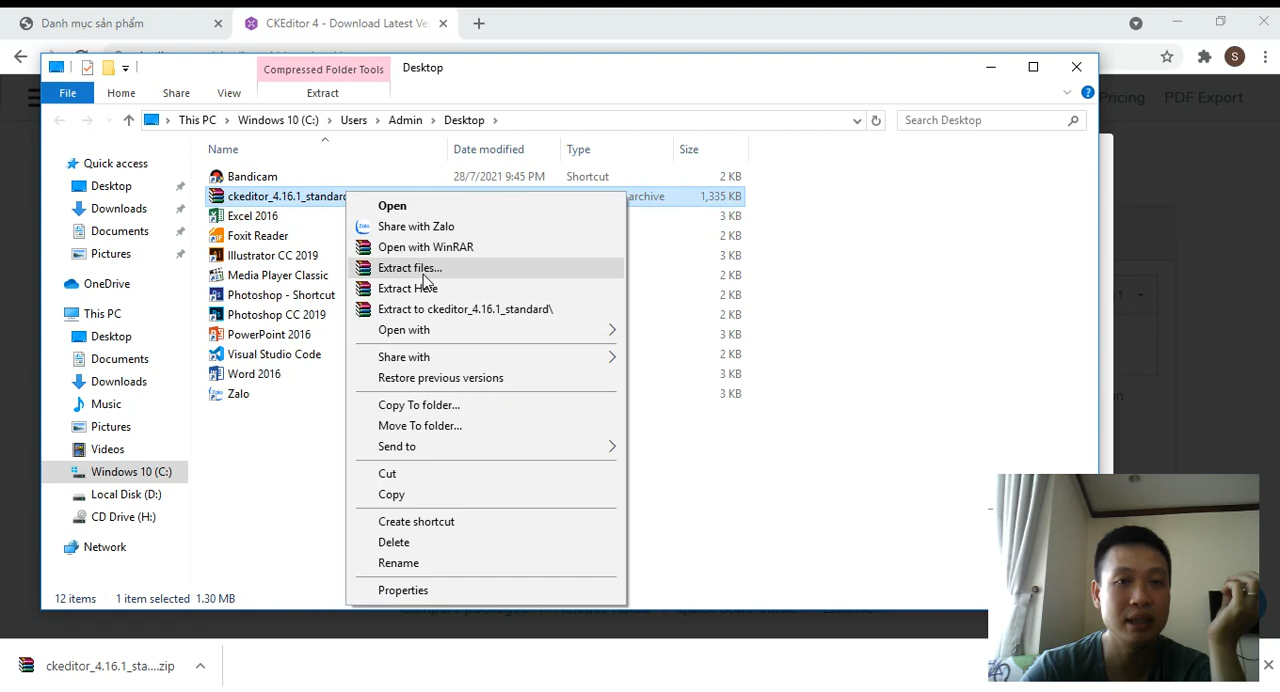 Danh mục sản phẩm
CKEditor 4 - Download Latest Ve
S
Compressed Folder Tools
Desktop
File
Home
Share
View
Extract
This PC > Windows 10 (C:) > Users > Admin > Desktop >
Search Desktop
Pricing
PDF Export
Name
Date modified
Type
Size
Quick access
Desktop
Downloads
Documents
Pictures
OneDrive
This PC
Desktop
Documents
Downloads
Music
Pictures
Videos
Windows 10 (C:)
Local Disk (D:)
CD Drive (H:)
Network
Bandicam 28/7/2021 9:45 PM Shortcut 2 KB
ckeditor_4.16.1_standard archive 1,335 KB
Excel 2016 3 KB
Foxit Reader 2 KB
Illustrator CC 2019 3 KB
Media Player Classic 2 KB
Photoshop - Shortcut 2 KB
Photoshop CC 2019 3 KB
PowerPoint 2016 3 KB
Visual Studio Code 2 KB
Word 2016 3 KB
Zalo 3 KB
Open
Share with Zalo
Open with WinRAR
Extract files...
Extract Here
Extract to ckeditor_4.16.1_standard\
Open with
Share with
Restore previous versions
Copy To folder...
Move To folder...
Send to
Cut
Copy
Create shortcut
Delete
Rename
Properties
1
12 items 1 item selected 1.30 MB
ckeditor_4.16.1_sta....zip